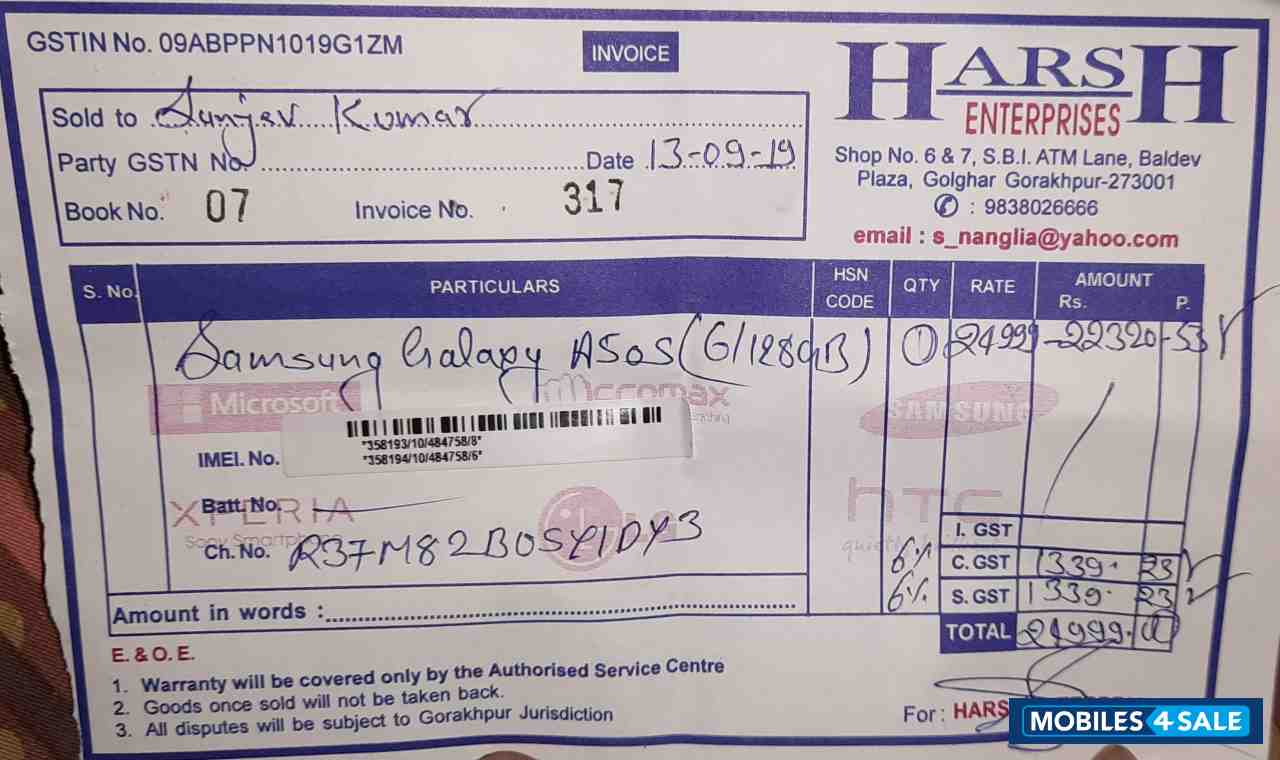 GSTIN No. 09ABPPN1019G1ZM
INVOICE
HARSH
ENTERPRISES
Shop No. 6 & 7, S.B.I. ATM Lane, Baldev
Plaza, Golghar Gorakhpur-273001
✆ : 9838026666
email : s_nanglia@yahoo.com
Sold to Sanjev Kumar
Party GSTN No. Date 13-09-19
Book No. 07 Invoice No. 317
S. No. PARTICULARS HSN CODE QTY RATE AMOUNT Rs. P.
Samsung Galaxy A50S (6/128GB) 1 24999 22320 53
Microsoft Micromax SAMSUNG
*358193/10/484758/8*
IMEI. No. *358194/10/484758/6*
Batt. No.
XPERIA LG hTC
Sony Smartphone
Ch. No.
I. GST
6% C. GST 1339. 23
6% S. GST 1339. 23
Amount in words :
TOTAL 24999.00
E. & O. E.
1. Warranty will be covered only by the Authorised Service Centre
2. Goods once sold will not be taken back.
3. All disputes will be subject to Gorakhpur Jurisdiction
For : HARS
MOBILES 4 SALE